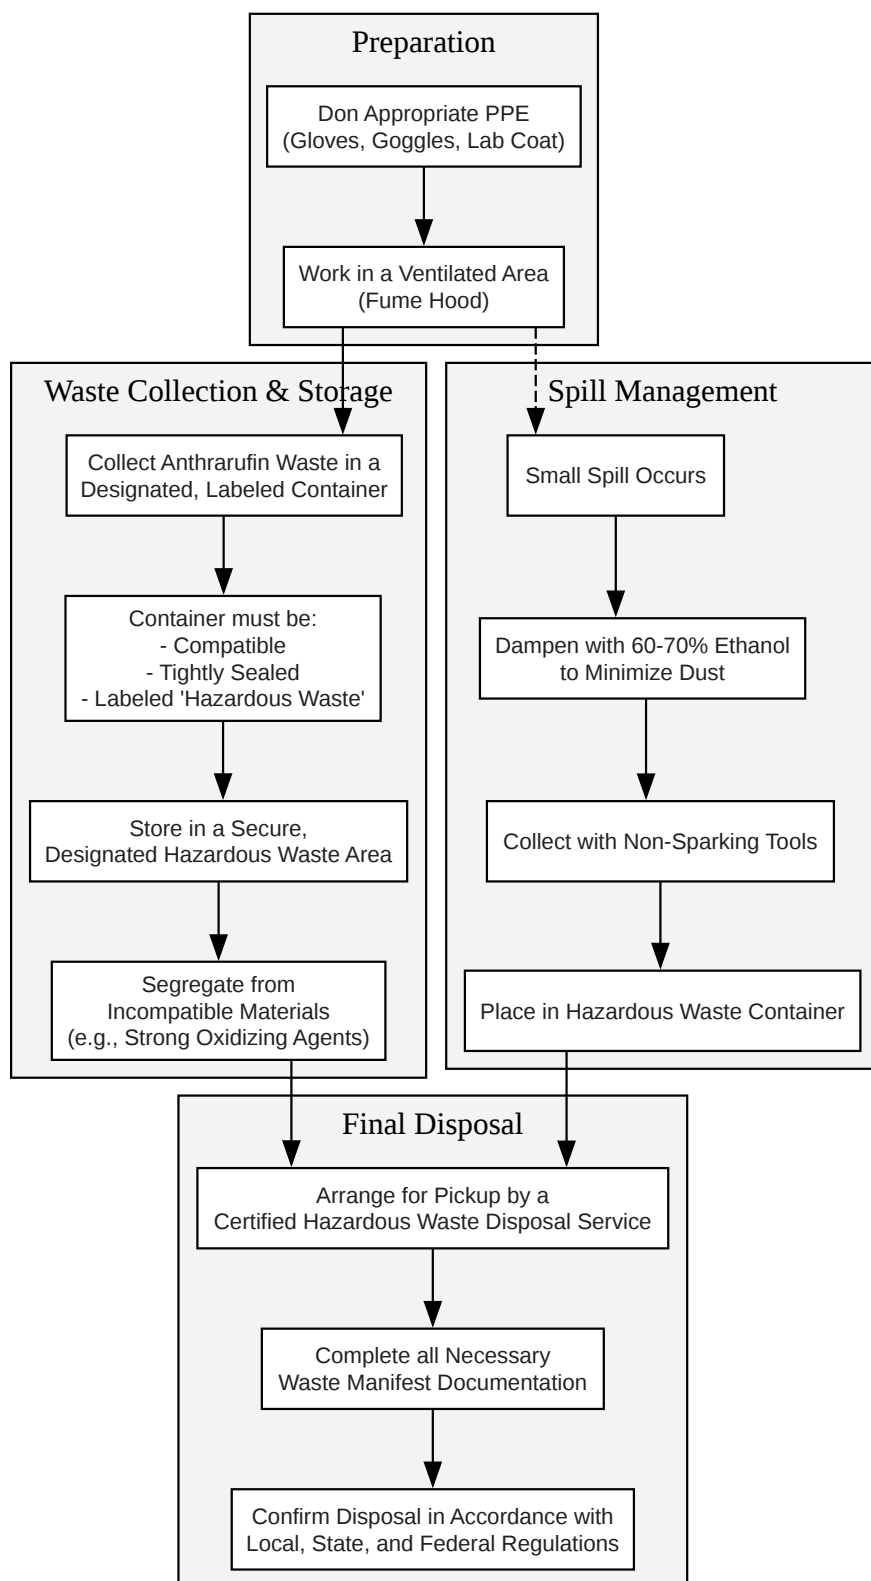 Preparation
Don Appropriate PPE
(Gloves, Goggles, Lab Coat)
Work in a Ventilated Area
(Fume Hood)
Waste Collection & Storage
Collect Anthrarufin Waste in a
Designated, Labeled Container
Container must be:
- Compatible
- Tightly Sealed
- Labeled 'Hazardous Waste'
Store in a Secure,
Designated Hazardous Waste Area
Segregate from
Incompatible Materials
(e.g., Strong Oxidizing Agents)
Spill Management
Small Spill Occurs
Dampen with 60-70% Ethanol
to Minimize Dust
Collect with Non-Sparking Tools
Place in Hazardous Waste Container
Final Disposal
Arrange for Pickup by a
Certified Hazardous Waste Disposal Service
Complete all Necessary
Waste Manifest Documentation
Confirm Disposal in Accordance with
Local, State, and Federal Regulations